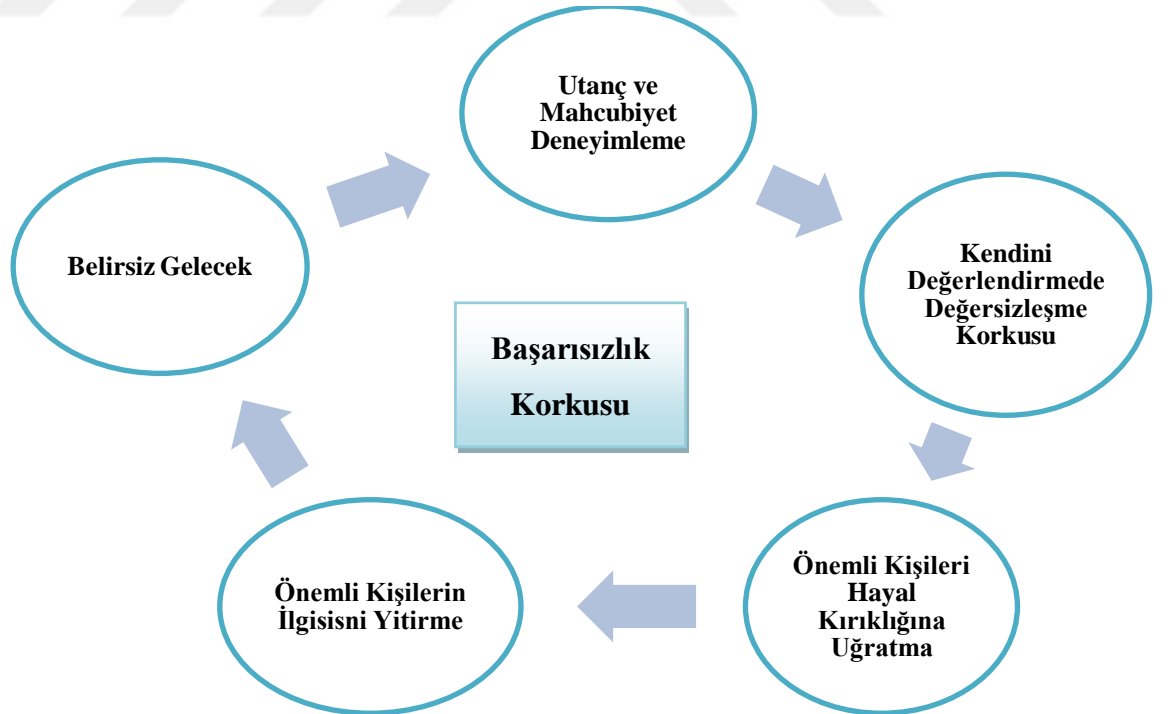 Utanç ve
Mahcubiyet
Deneyimleme
Kendini
Değerlendirmede
Değersizleşme
Korkusu
Önemli Kişileri
Hayal
Kırıklığına
Uğratma
Önemli Kişilerin
İlgisisni Yitirme
Belirsiz Gelecek
Başarısızlık
Korkusu